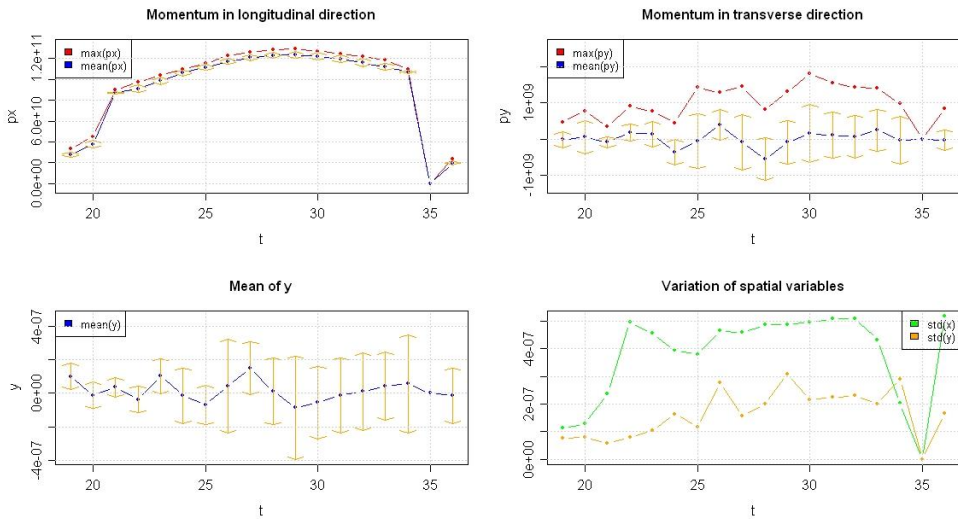 Momentum in longitudinal direction
max(px)
mean(px)
px
0.0e+00
6.0e+10
1.2e+11
20
25
30
35
t
Momentum in transverse direction
max(py)
mean(py)
py
-1e+09
1e+09
20
25
30
35
t
Mean of y
mean(y)
y
-4e-07
0e+00
4e-07
20
25
30
35
t
Variation of spatial variables
std(x)
std(y)
0e+00
2e-07
4e-07
20
25
30
35
t